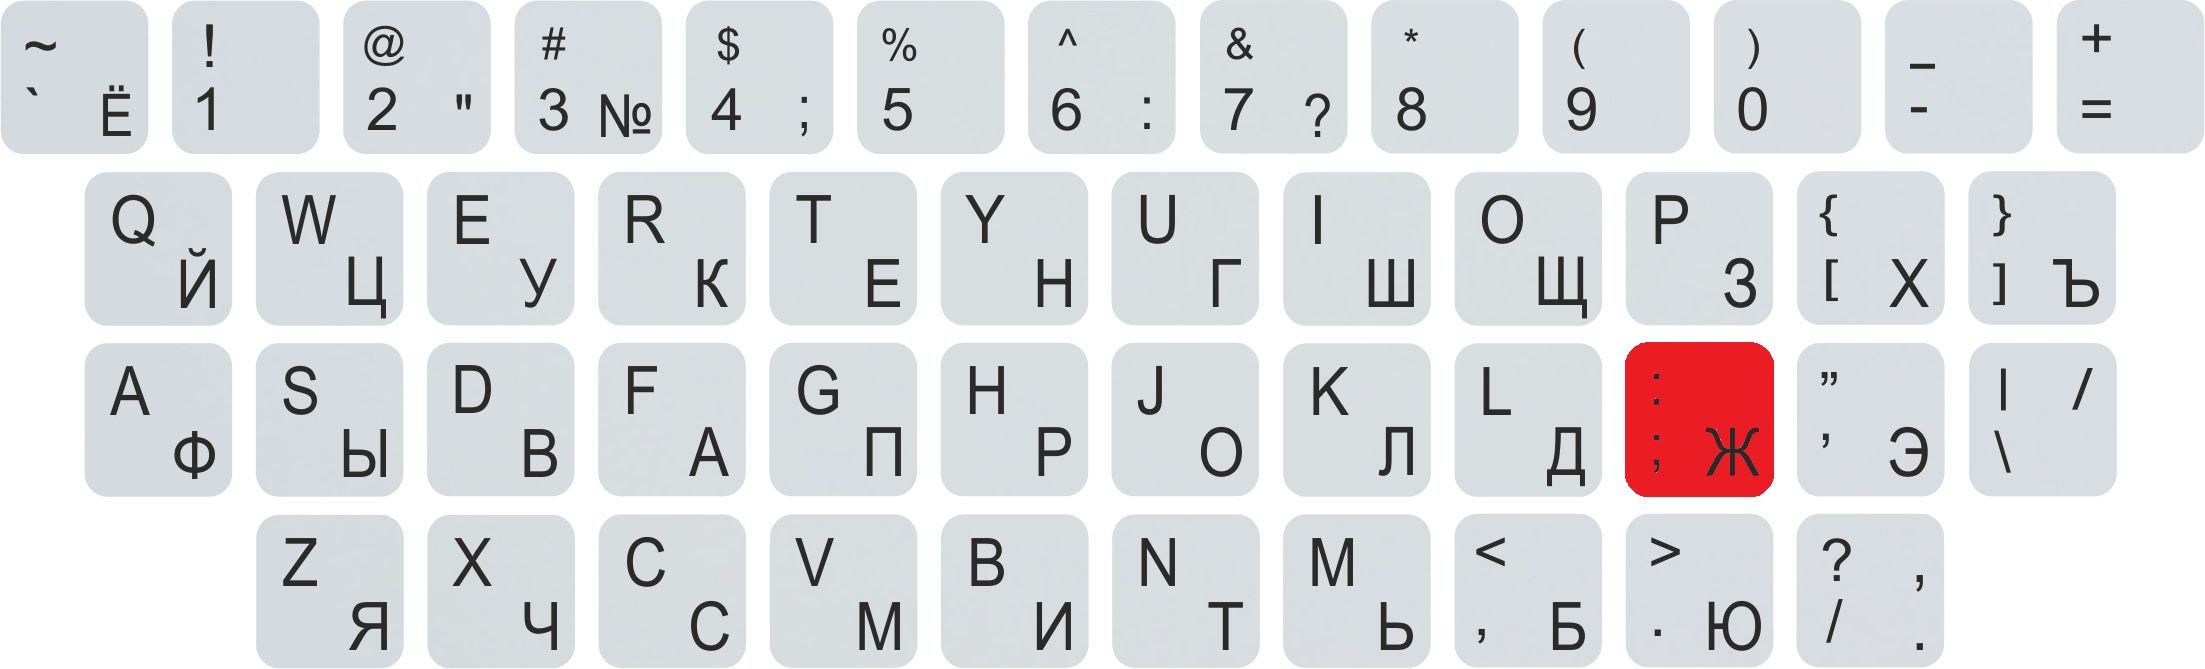 ~ ! @ # $ % ^ & * ( ) _ +
` Ё 1 2 " 3 № 4 ; 5 6 : 7 ? 8 9 0 - =
Q W E R T Y U I O P { }
Й Ц У К Е Н Г Ш Щ З [ Х ] Ъ
A S D F G H J K L : ” | /
Ф Ы В А П Р О Л Д ; Ж ’ Э \
Z X C V B N M < > ? ,
Я Ч С М И Т Ь , Б . Ю / .